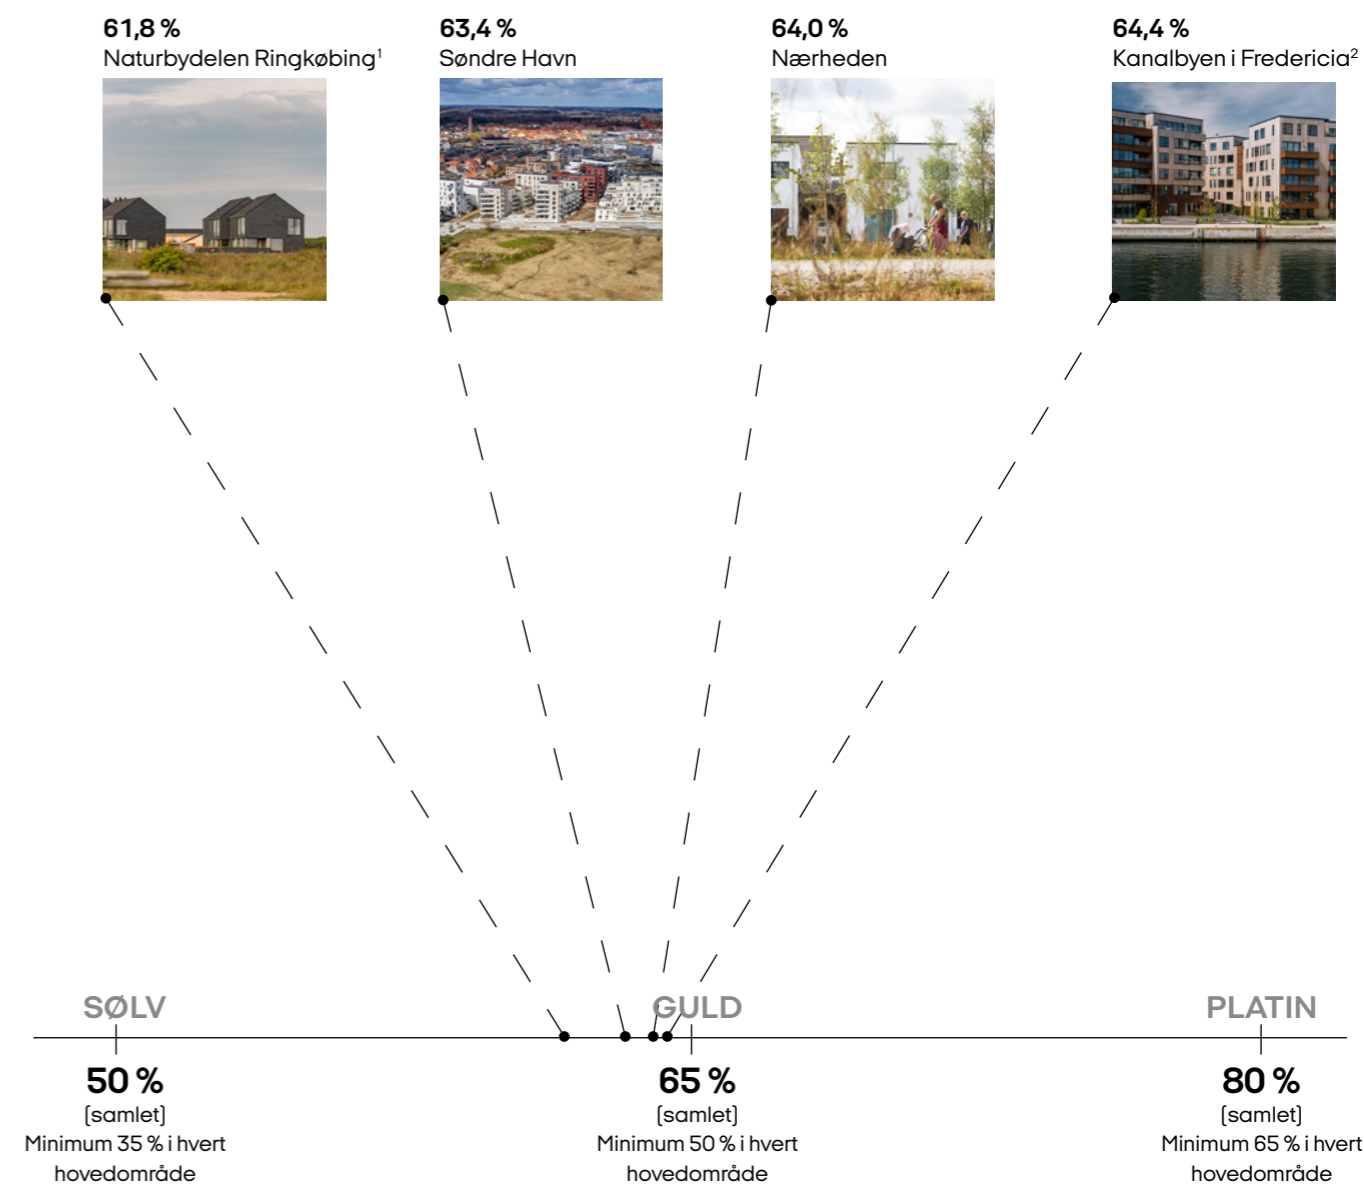 61,8 %
Naturbydelen Ringkøbing¹
63,4 %
Søndre Havn
64,0 %
Nærheden
64,4 %
Kanalbyen i Fredericia²
SØLV
GULD
PLATIN
50 %
(samlet)
Minimum 35 % i hvert
hovedområde
65 %
(samlet)
Minimum 50 % i hvert
hovedområde
80 %
(samlet)
Minimum 65 % i hvert
hovedområde